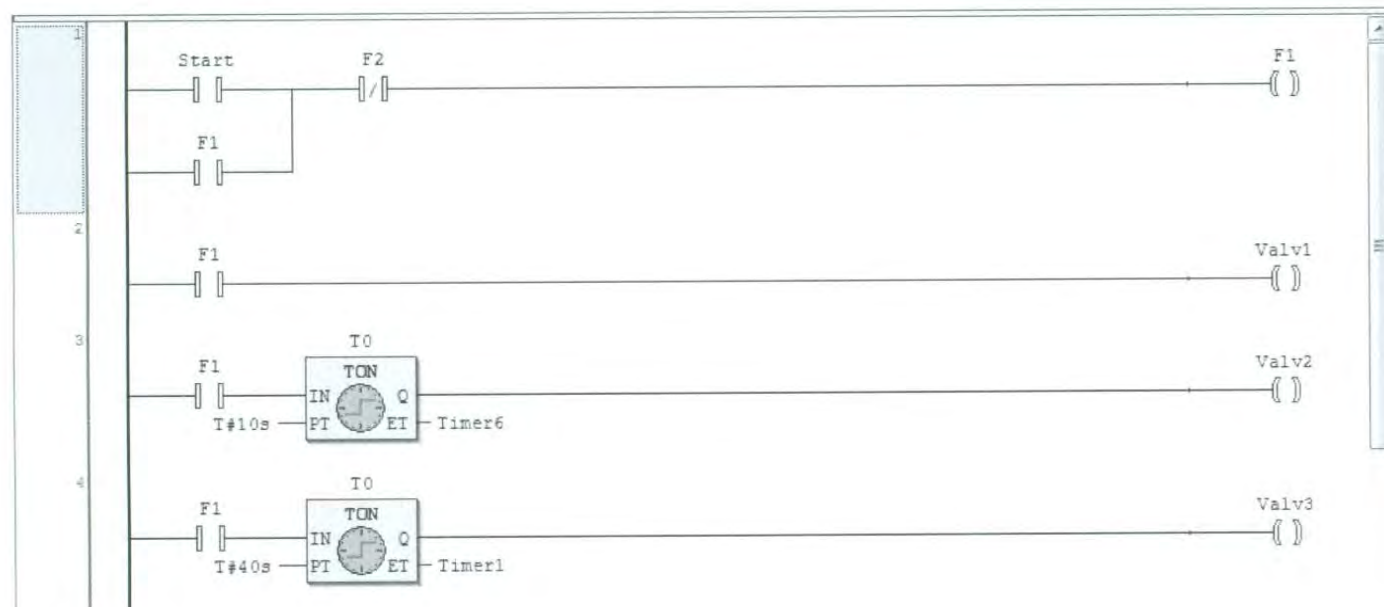 1
Start F2 F1
F1
2
F1 Valv1
3
T0
F1 TON Valv2
IN Q
T#10s PT ET Timer6
4
T0
F1 TON Valv3
IN Q
T#40s PT ET Timer1